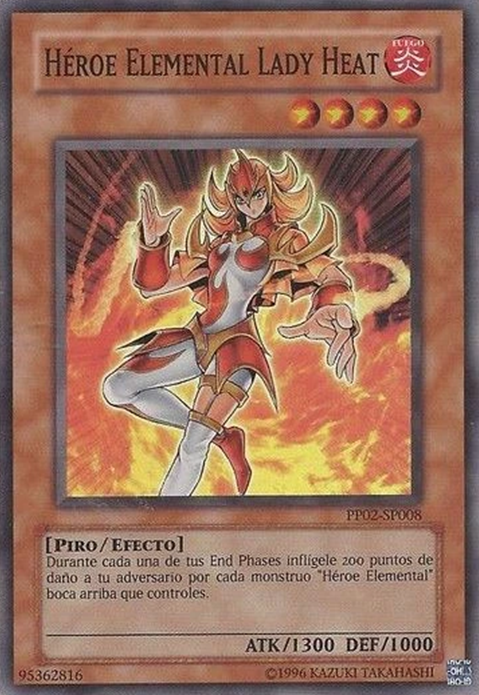 HÉROE ELEMENTAL LADY HEAT
FUEGO
炎
PP02-SP008
[PIRO/EFECTO]
Durante cada una de tus End Phases inflígele 200 puntos de
daño a tu adversario por cada monstruo "Héroe Elemental"
boca arriba que controles.
ATK/1300 DEF/1000
95362816
©1996 KAZUKI TAKAHASHI